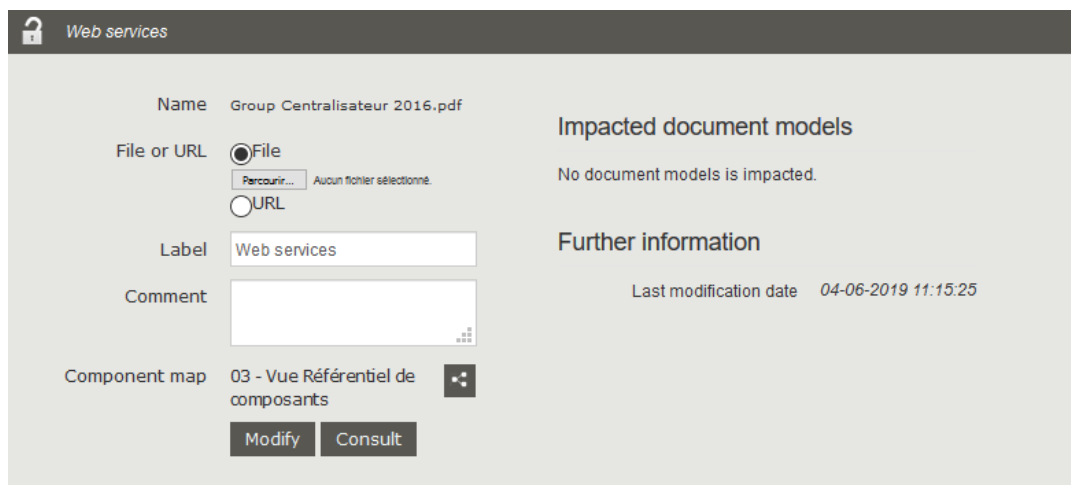 Web services
Name Group Centralisateur 2016.pdf
File or URL File
Parcourir... Aucun fichier sélectionné.
URL
Label Web services
Comment
Component map 03 - Vue Référentiel de
composants
Modify Consult
Impacted document models
No document models is impacted.
Further information
Last modification date 04-06-2019 11:15:25